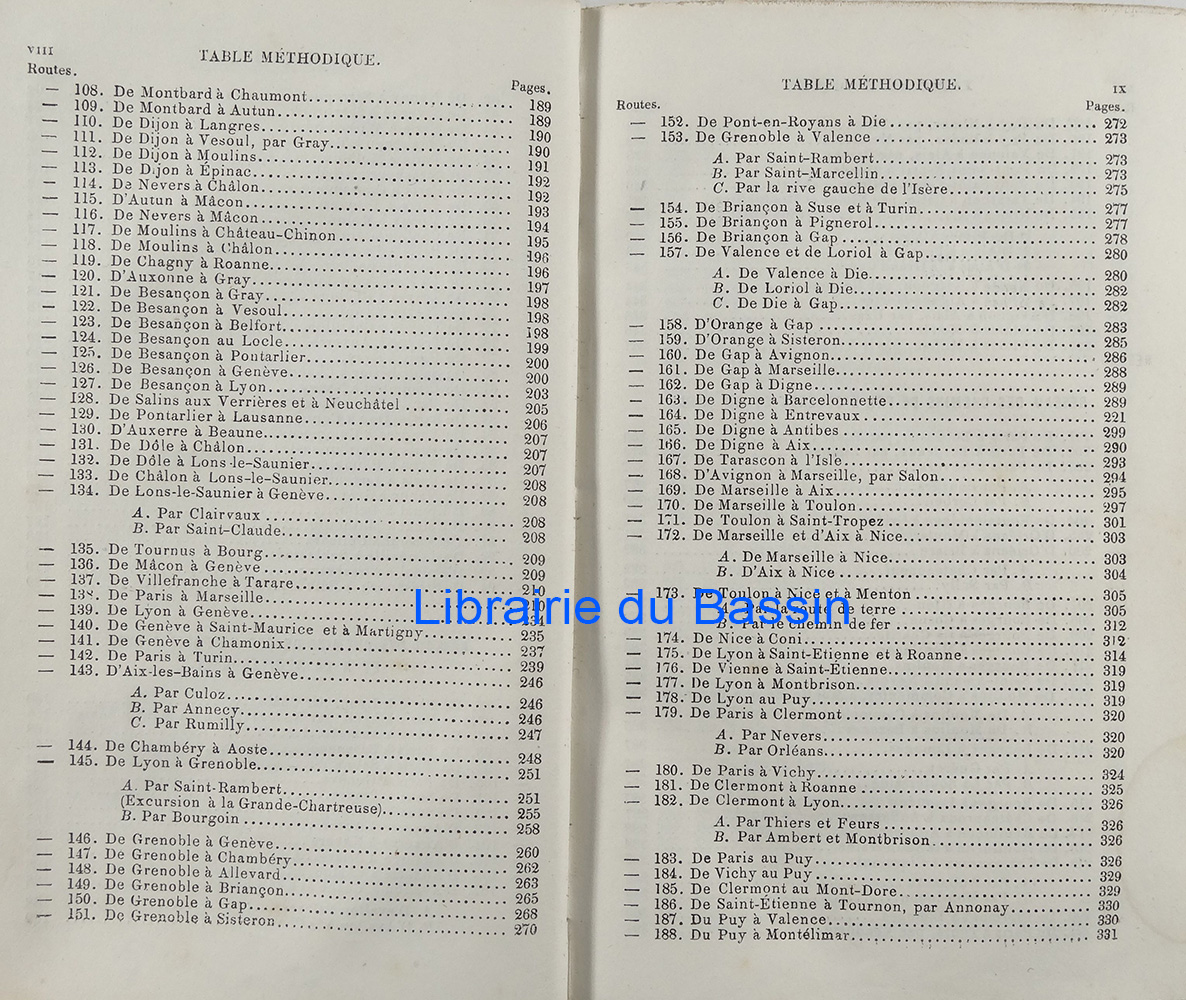 VIII
TABLE MÉTHODIQUE.
Routes.
Pages.
— 108. De Montbard à Chaumont 189
— 109. De Montbard à Autun 189
— 110. De Dijon à Langres 190
— 111. De Dijon à Vesoul, par Gray 190
— 112. De Dijon à Moulins 191
— 113. De Dijon à Épinac 192
— 114. De Nevers à Châlon 192
— 115. D'Autun à Mâcon 193
— 116. De Nevers à Mâcon 194
— 117. De Moulins à Château-Chinon 195
— 118. De Moulins à Châlon 196
— 119. De Chagny à Roanne 196
— 120. D'Auxonne à Gray 197
— 121. De Besançon à Gray 198
— 122. De Besançon à Vesoul 198
— 123. De Besançon à Belfort 198
— 124. De Besançon au Locle 199
— 125. De Besançon à Pontarlier 200
— 126. De Besançon à Genève 200
— 127. De Besançon à Lyon 203
— 128. De Salins aux Verrières et à Neuchâtel 205
— 129. De Pontarlier à Lausanne 206
— 130. D'Auxerre à Beaune 207
— 131. De Dôle à Châlon 207
— 132. De Dôle à Lons-le-Saunier 207
— 133. De Châlon à Lons-le-Saunier 208
— 134. De Lons-le-Saunier à Genève 208
A. Par Clairvaux 208
B. Par Saint-Claude 208
— 135. De Tournus à Bourg 209
— 136. De Mâcon à Genève 209
— 137. De Villefranche à Tarare 210
— 138. De Paris à Marseille
— 139. De Lyon à Genève 234
— 140. De Genève à Saint-Maurice et à Martigny 235
— 141. De Genève à Chamonix 237
— 142. De Paris à Turin 239
— 143. D'Aix-les-Bains à Genève 246
A. Par Culoz 246
B. Par Annecy 246
C. Par Rumilly 247
— 144. De Chambéry à Aoste 248
— 145. De Lyon à Grenoble 251
A. Par Saint-Rambert 251
(Excursion à la Grande-Chartreuse) 255
B. Par Bourgoin 258
— 146. De Grenoble à Genève 260
— 147. De Grenoble à Chambéry 262
— 148. De Grenoble à Allevard 263
— 149. De Grenoble à Briançon 265
— 150. De Grenoble à Gap 268
— 151. De Grenoble à Sisteron 270
TABLE MÉTHODIQUE.
IX
Routes.
Pages.
— 152. De Pont-en-Royans à Die 272
— 153. De Grenoble à Valence 273
A. Par Saint-Rambert 273
B. Par Saint-Marcellin 273
C. Par la rive gauche de l'Isère 275
— 154. De Briançon à Suse et à Turin 277
— 155. De Briançon à Pignerol 277
— 156. De Briançon à Gap 278
— 157. De Valence et de Loriol à Gap 280
A. De Valence à Die 280
B. De Loriol à Die 282
C. De Die à Gap 282
— 158. D'Orange à Gap 283
— 159. D'Orange à Sisteron 285
— 160. De Gap à Avignon 286
— 161. De Gap à Marseille 288
— 162. De Gap à Digne 289
— 163. De Digne à Barcelonnette 289
— 164. De Digne à Entrevaux 221
— 165. De Digne à Antibes 299
— 166. De Digne à Aix 290
— 167. De Tarascon à l'Isle 293
— 168. D'Avignon à Marseille, par Salon 294
— 169. De Marseille à Aix 295
— 170. De Marseille à Toulon 297
— 171. De Toulon à Saint-Tropez 301
— 172. De Marseille et d'Aix à Nice 303
A. De Marseille à Nice 303
B. D'Aix à Nice 304
173. De Toulon à Nice et à Menton 305
A. Par la route de terre 305
B. Par le chemin de fer 312
— 174. De Nice à Coni 312
— 175. De Lyon à Saint-Etienne et à Roanne 314
— 176. De Vienne à Saint-Étienne 319
— 177. De Lyon à Montbrison 319
— 178. De Lyon au Puy 319
— 179. De Paris à Clermont 320
A. Par Nevers 320
B. Par Orléans 320
— 180. De Paris à Vichy 324
— 181. De Clermont à Roanne 325
— 182. De Clermont à Lyon 326
A. Par Thiers et Feurs 326
B. Par Ambert et Montbrison 326
— 183. De Paris au Puy 326
— 184. De Vichy au Puy 329
— 185. De Clermont au Mont-Dore 329
— 186. De Saint-Étienne à Tournon, par Annonay 330
— 187. Du Puy à Valence 330
— 188. Du Puy à Montélimar 331
Librairie du Bassin